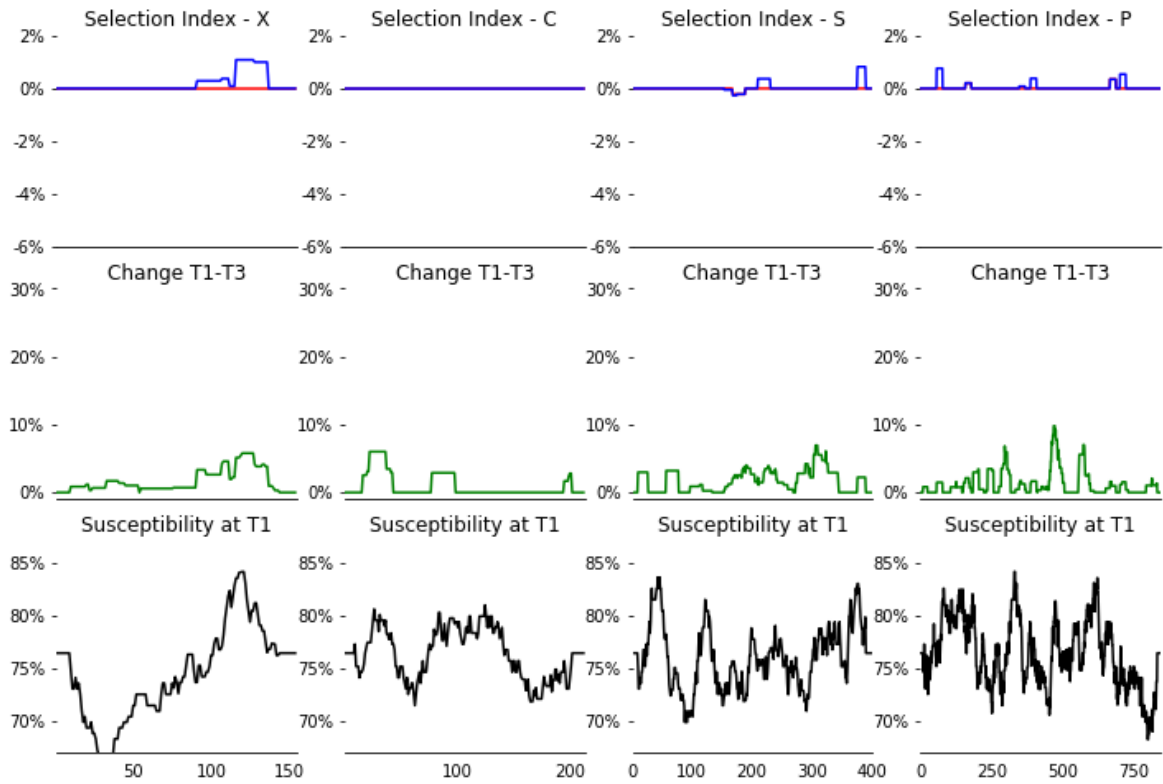 Selection Index - X Selection Index - C Selection Index - S Selection Index - P
2% 2% 2% 2%
0% 0% 0% 0%
-2% -2% -2% -2%
-4% -4% -4% -4%
-6% -6% -6% -6%
Change T1-T3 Change T1-T3 Change T1-T3 Change T1-T3
30% 30% 30% 30%
20% 20% 20% 20%
10% 10% 10% 10%
0% 0% 0% 0%
Susceptibility at T1 Susceptibility at T1 Susceptibility at T1 Susceptibility at T1
85% 85% 85% 85%
80% 80% 80% 80%
75% 75% 75% 75%
70% 70% 70% 70%
50 100 150 100 200 0 100 200 300 400 0 250 500 750